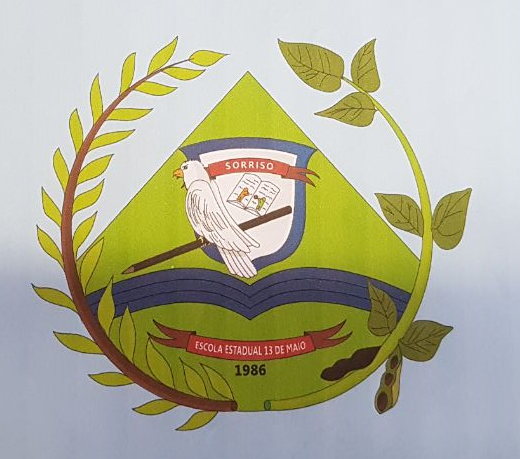 SORRISO
ESCOLA ESTADUAL 13 DE MAIO
1986